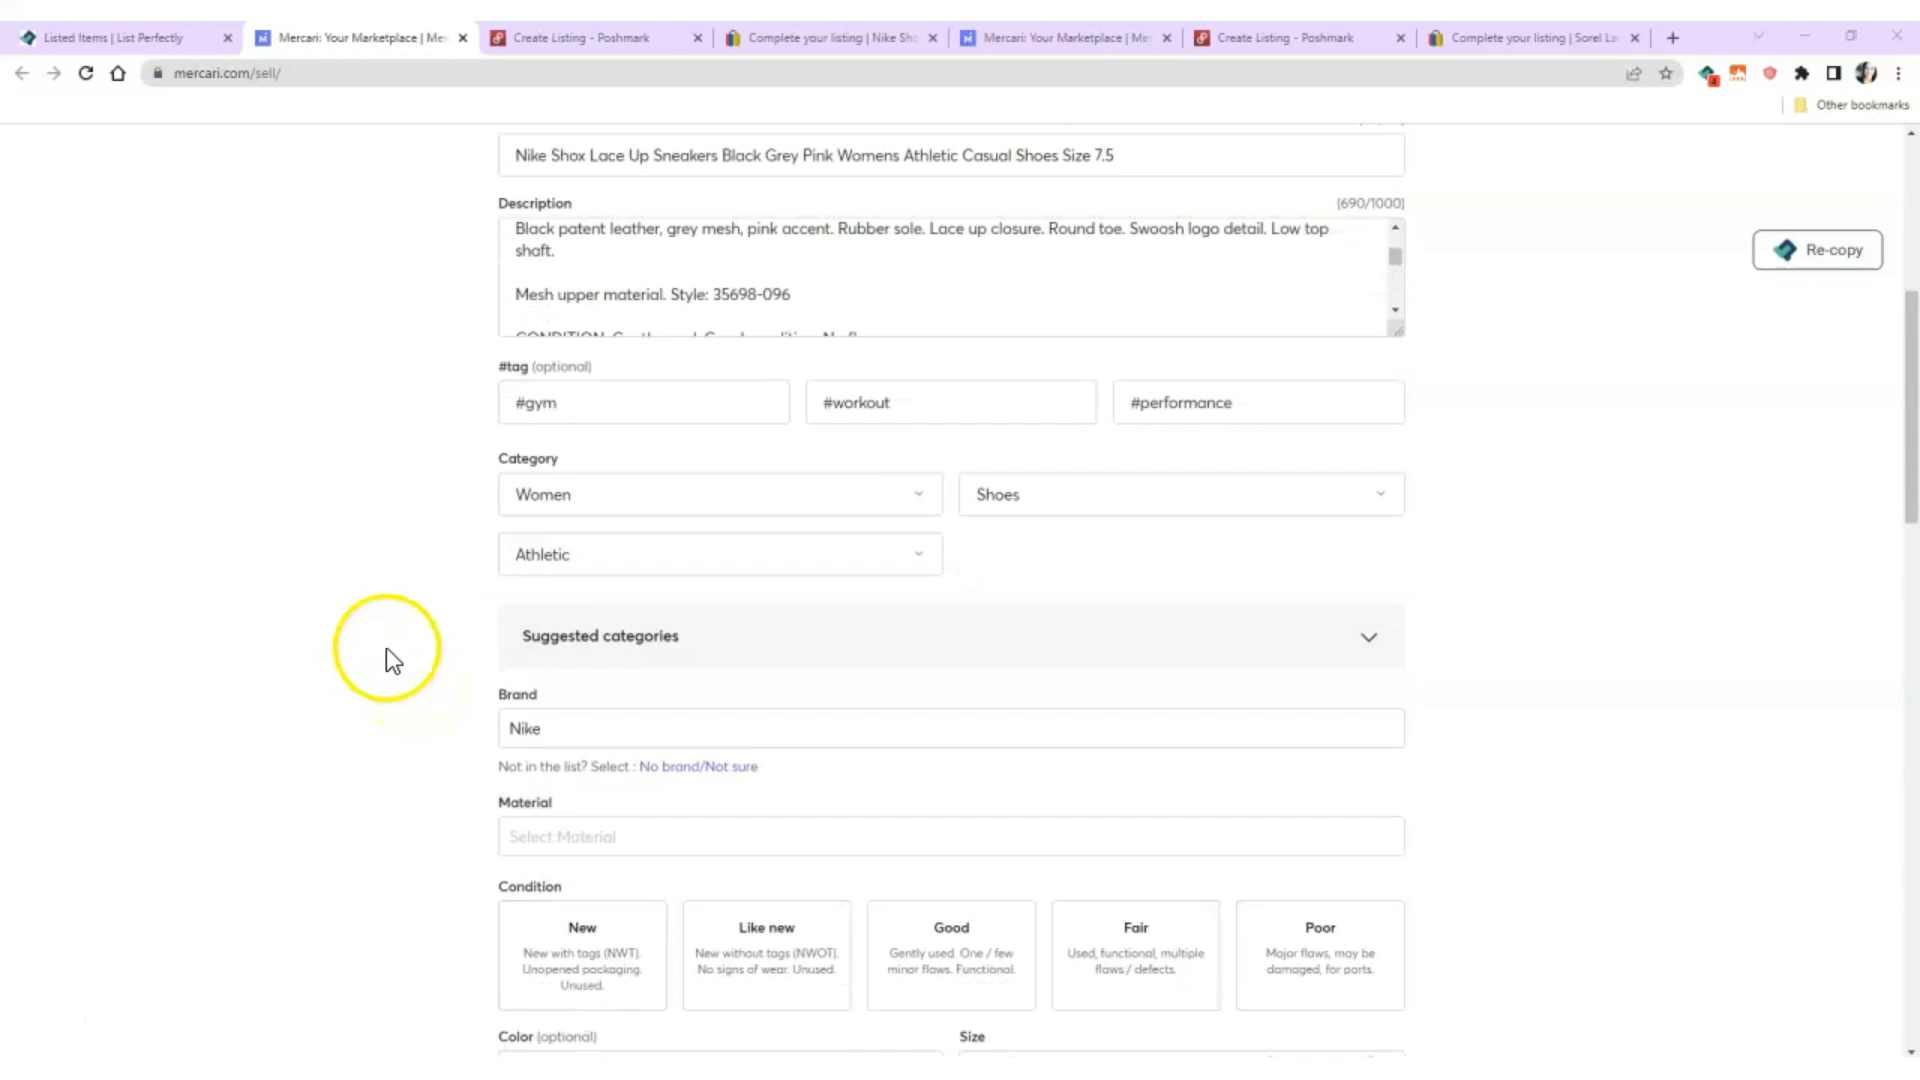 Listed Items | List Perfectly
Mercari: Your Marketplace | Mer
Create Listing - Poshmark
Complete your listing | Nike Sho
Mercari: Your Marketplace | Mer
Create Listing - Poshmark
Complete your listing | Sorel La
mercari.com/sell/
Other bookmarks
Nike Shox Lace Up Sneakers Black Grey Pink Womens Athletic Casual Shoes Size 7.5
Description
(690/1000)
Black patent leather, grey mesh, pink accent. Rubber sole. Lace up closure. Round toe. Swoosh logo detail. Low top
shaft.
Mesh upper material. Style: 35698-096
Re-copy
#tag (optional)
#gym
#workout
#performance
Category
Women
Shoes
Athletic
Suggested categories
Brand
Nike
Not in the list? Select : No brand/Not sure
Material
Select Material
Condition
New
New with tags (NWT).
Unopened packaging.
Unused.
Like new
New without tags (NWOT).
No signs of wear. Unused.
Good
Gently used. One / few
minor flaws. Functional.
Fair
Used, functional, multiple
flaws / defects.
Poor
Major flaws, may be
damaged, for parts.
Color (optional)
Size